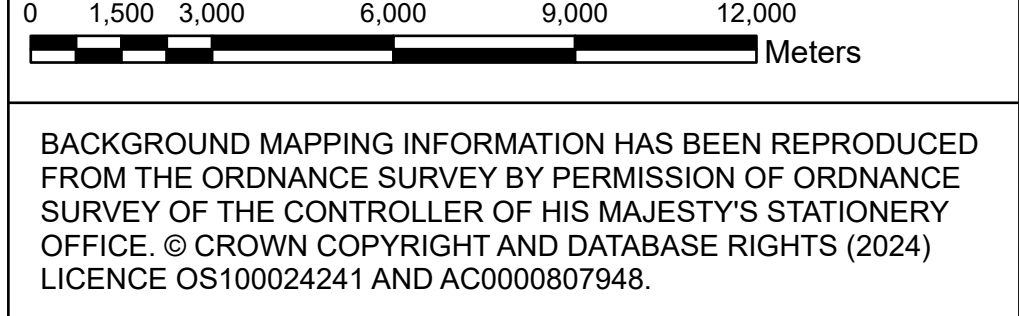 0 1,500 3,000 6,000 9,000 12,000
Meters
BACKGROUND MAPPING INFORMATION HAS BEEN REPRODUCED
FROM THE ORDNANCE SURVEY BY PERMISSION OF ORDNANCE
SURVEY OF THE CONTROLLER OF HIS MAJESTY'S STATIONERY
OFFICE. © CROWN COPYRIGHT AND DATABASE RIGHTS (2024)
LICENCE OS100024241 AND AC0000807948.